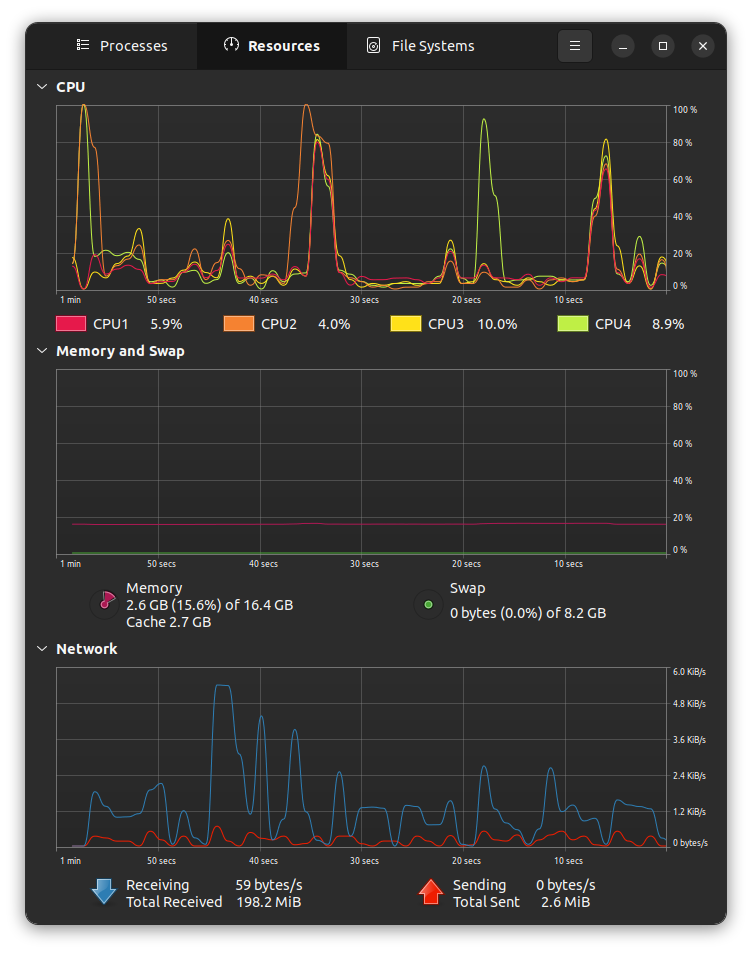 Processes Resources File Systems
CPU
100 %
80 %
60 %
40 %
20 %
0 %
1 min 50 secs 40 secs 30 secs 20 secs 10 secs
CPU1 5.9% CPU2 4.0% CPU3 10.0% CPU4 8.9%
Memory and Swap
100 %
80 %
60 %
40 %
20 %
0 %
1 min 50 secs 40 secs 30 secs 20 secs 10 secs
Memory
2.6 GB (15.6%) of 16.4 GB
Cache 2.7 GB
Swap
0 bytes (0.0%) of 8.2 GB
Network
6.0 KiB/s
4.8 KiB/s
3.6 KiB/s
2.4 KiB/s
1.2 KiB/s
0 bytes/s
1 min 50 secs 40 secs 30 secs 20 secs 10 secs
Receiving 59 bytes/s
Total Received 198.2 MiB
Sending 0 bytes/s
Total Sent 2.6 MiB